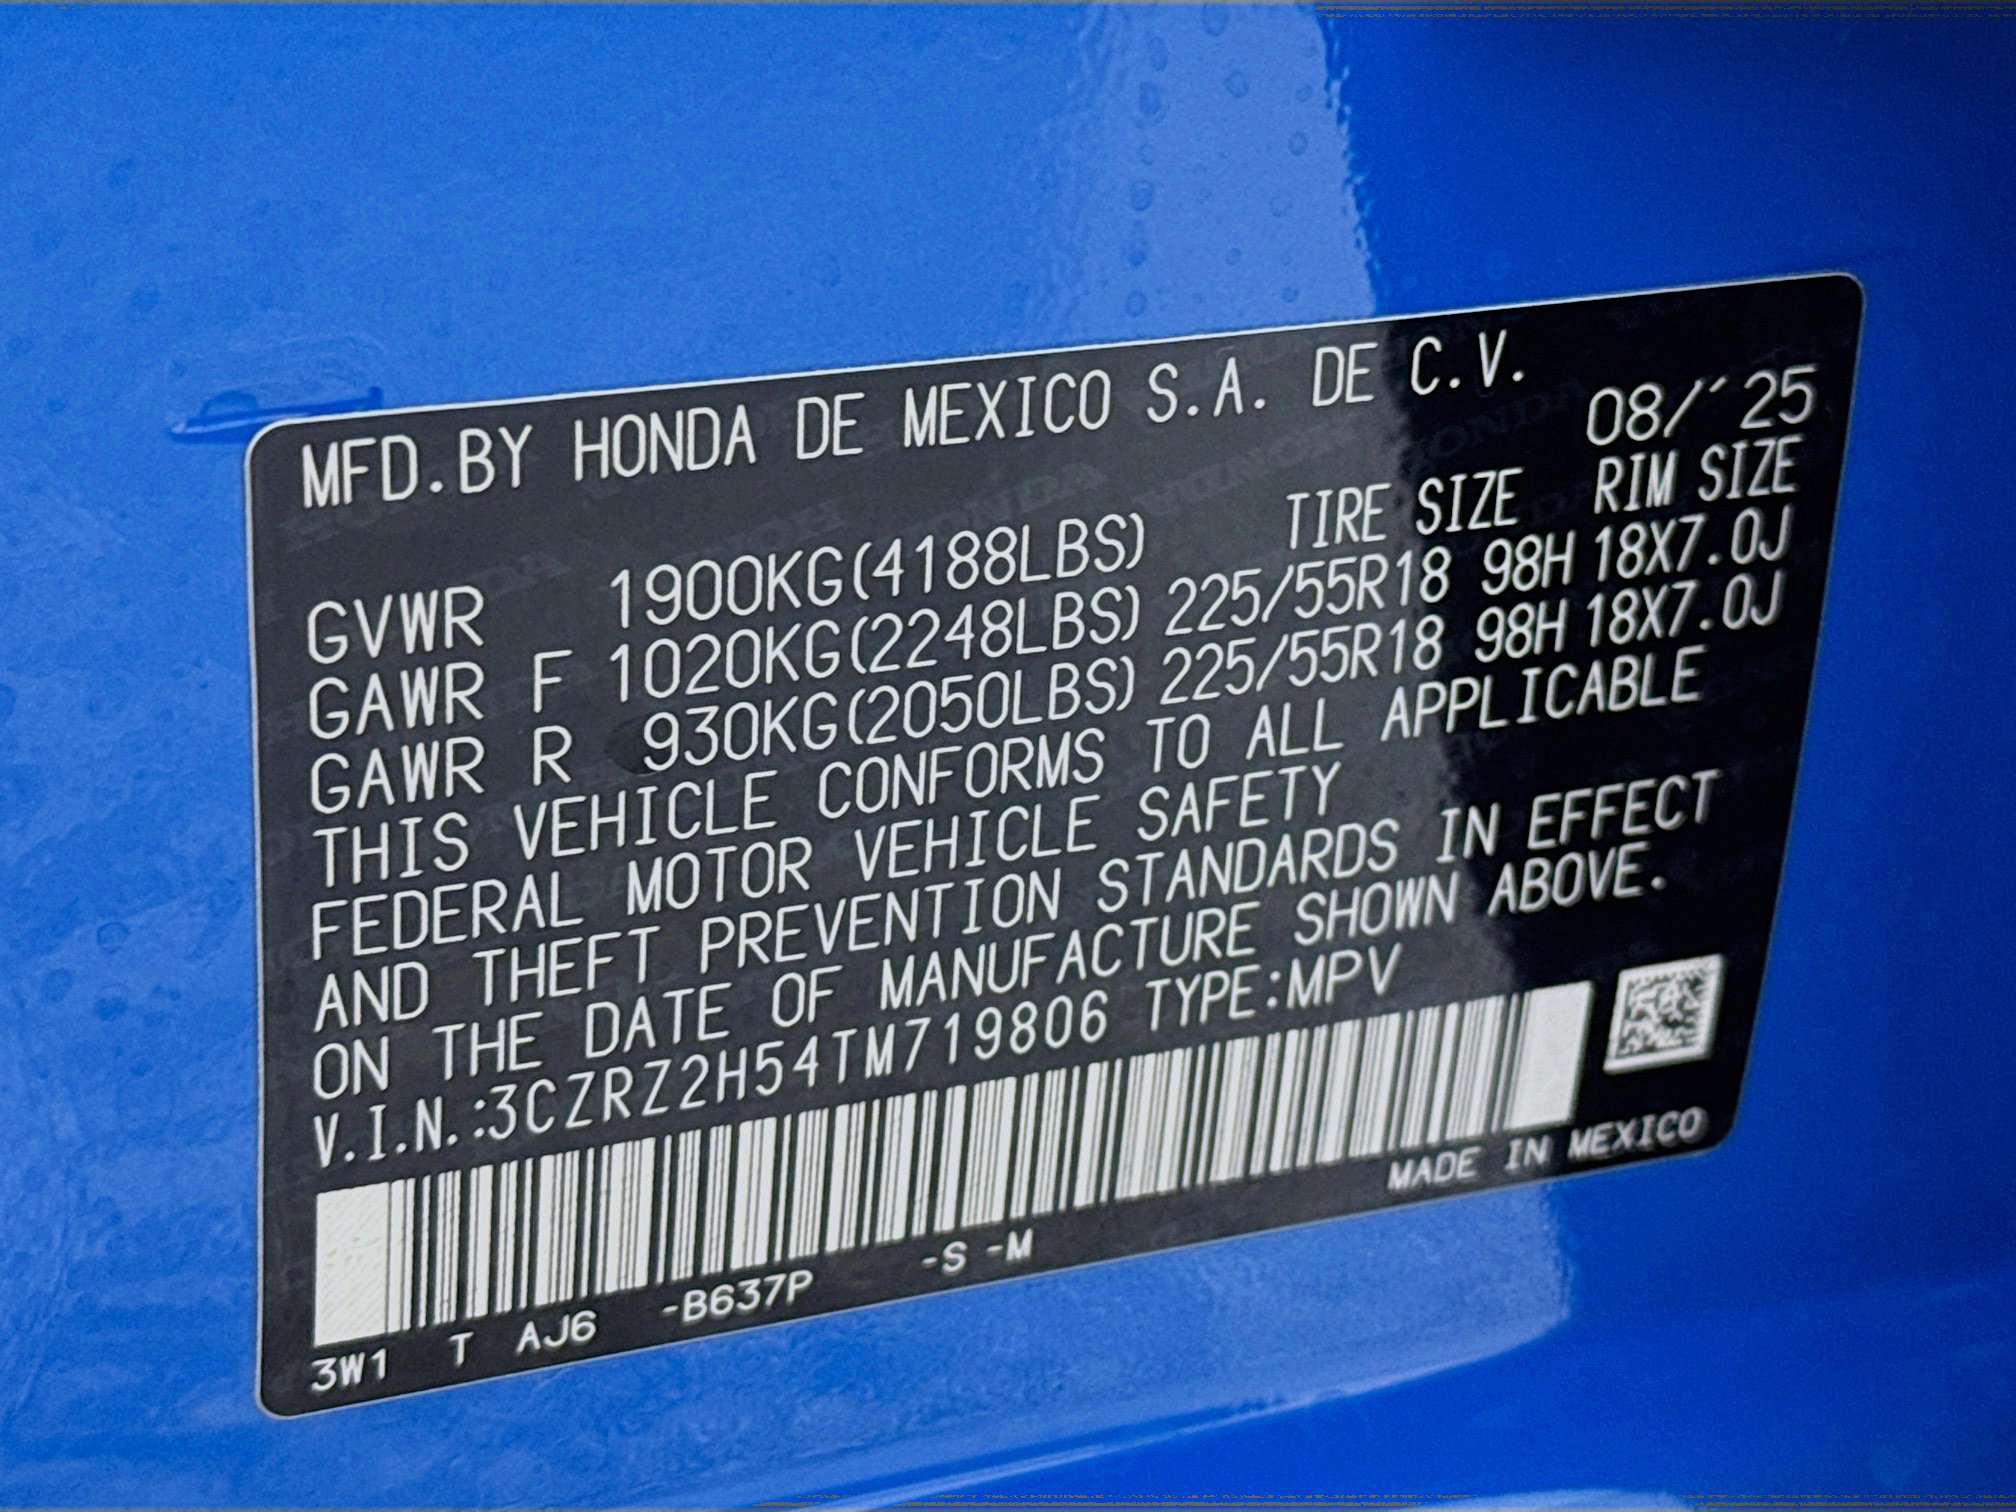 MFD.BY HONDA DE MEXICO S.A. DE C.V.
08/´25
TIRE SIZE RIM SIZE
GVWR 1900KG(4188LBS)
GAWR F 1020KG(2248LBS) 225/55R18 98H 18X7.0J
GAWR R 930KG(2050LBS) 225/55R18 98H 18X7.0J
THIS VEHICLE CONFORMS TO ALL APPLICABLE
FEDERAL MOTOR VEHICLE SAFETY
AND THEFT PREVENTION STANDARDS IN EFFECT
ON THE DATE OF MANUFACTURE SHOWN ABOVE.
V.I.N.:3CZRZ2H54TM719806 TYPE:MPV
MADE IN MEXICO
3W1 T AJ6 -B637P -S -M